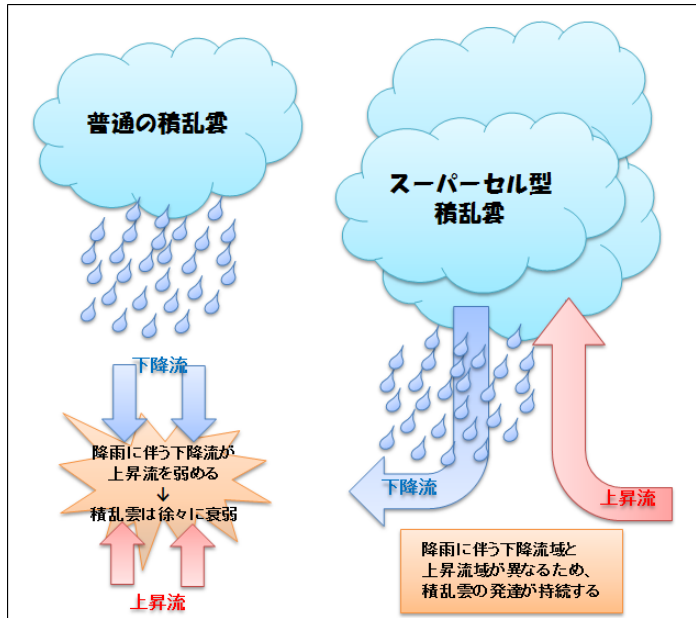 普通の積乱雲
下降流
降雨に伴う下降流が
上昇流を弱める
↓
積乱雲は徐々に衰弱
上昇流
スーパーセル型
積乱雲
下降流
上昇流
降雨に伴う下降流域と
上昇流域が異なるため、
積乱雲の発達が持続する